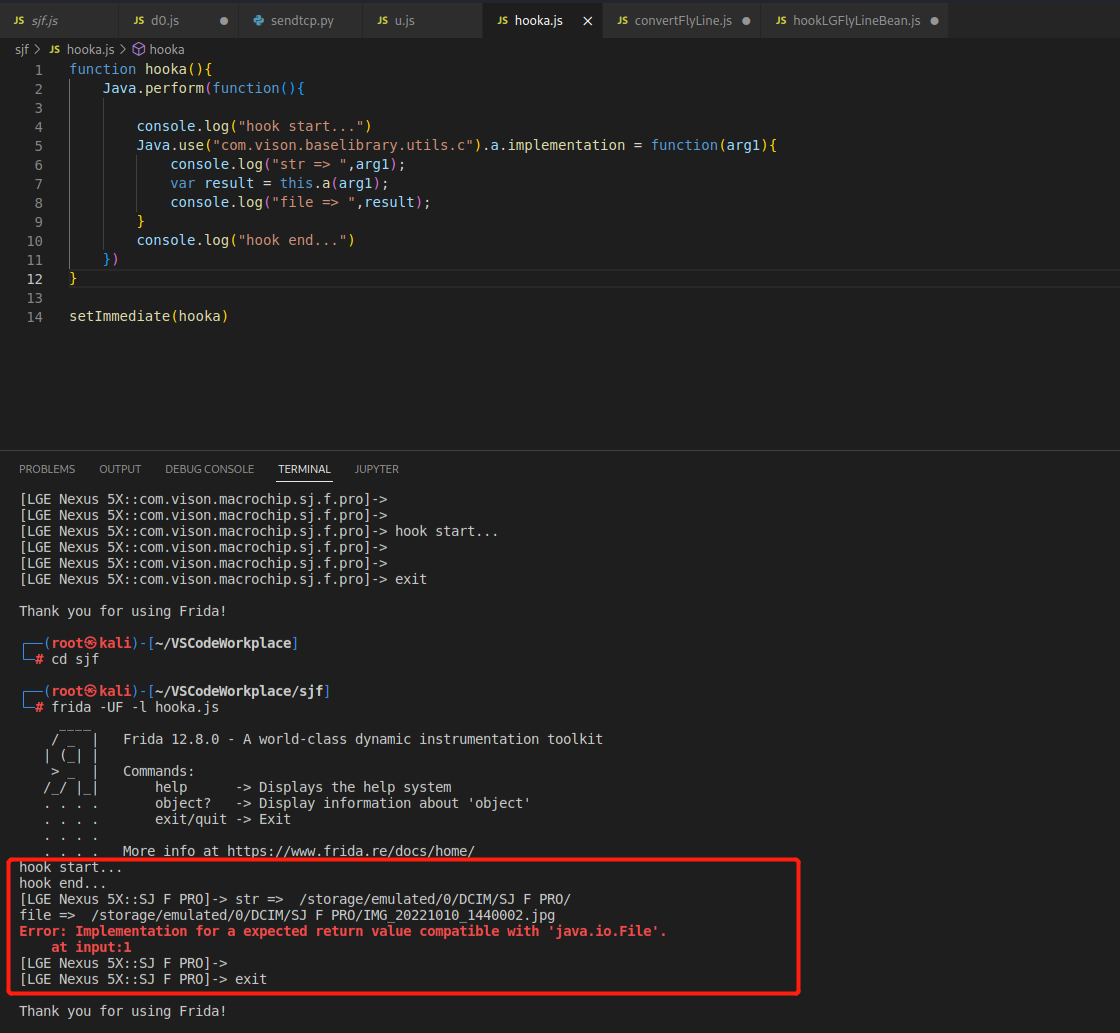 JS sjf.js JS d0.js sendtcp.py JS u.js JS hooka.js JS convertFlyLine.js JS hookLGFlyLineBean.js
sjf > JS hooka.js > hooka
1 function hooka(){
2 Java.perform(function(){
3
4 console.log("hook start...")
5 Java.use("com.vison.baselibrary.utils.c").a.implementation = function(arg1){
6 console.log("str => ",arg1);
7 var result = this.a(arg1);
8 console.log("file => ",result);
9 }
10 console.log("hook end...")
11 })
12 }
13
14 setImmediate(hooka)
PROBLEMS OUTPUT DEBUG CONSOLE TERMINAL JUPYTER
[LGE Nexus 5X::com.vison.macrochip.sj.f.pro]->
[LGE Nexus 5X::com.vison.macrochip.sj.f.pro]->
[LGE Nexus 5X::com.vison.macrochip.sj.f.pro]-> hook start...
[LGE Nexus 5X::com.vison.macrochip.sj.f.pro]->
[LGE Nexus 5X::com.vison.macrochip.sj.f.pro]->
[LGE Nexus 5X::com.vison.macrochip.sj.f.pro]-> exit
Thank you for using Frida!
┌──(root㉿kali)-[~/VSCodeWorkplace]
└─# cd sjf
┌──(root㉿kali)-[~/VSCodeWorkplace/sjf]
└─# frida -UF -l hooka.js
____
/ _ | Frida 12.8.0 - A world-class dynamic instrumentation toolkit
| (_| |
> _ | Commands:
/_/ |_| help -> Displays the help system
. . . . object? -> Display information about 'object'
. . . . exit/quit -> Exit
. . . .
. . . . More info at https://www.frida.re/docs/home/
hook start...
hook end...
[LGE Nexus 5X::SJ F PRO]-> str => /storage/emulated/0/DCIM/SJ F PRO/
file => /storage/emulated/0/DCIM/SJ F PRO/IMG_20221010_1440002.jpg
Error: Implementation for a expected return value compatible with 'java.io.File'.
at input:1
[LGE Nexus 5X::SJ F PRO]->
[LGE Nexus 5X::SJ F PRO]-> exit
Thank you for using Frida!